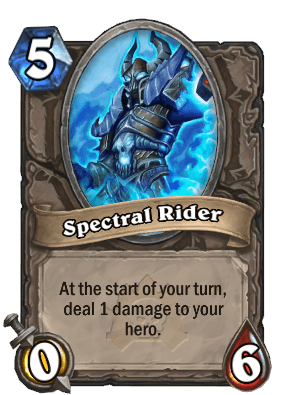 5
Spectral Rider
At the start of your turn,
deal 1 damage to your
hero.
0
6